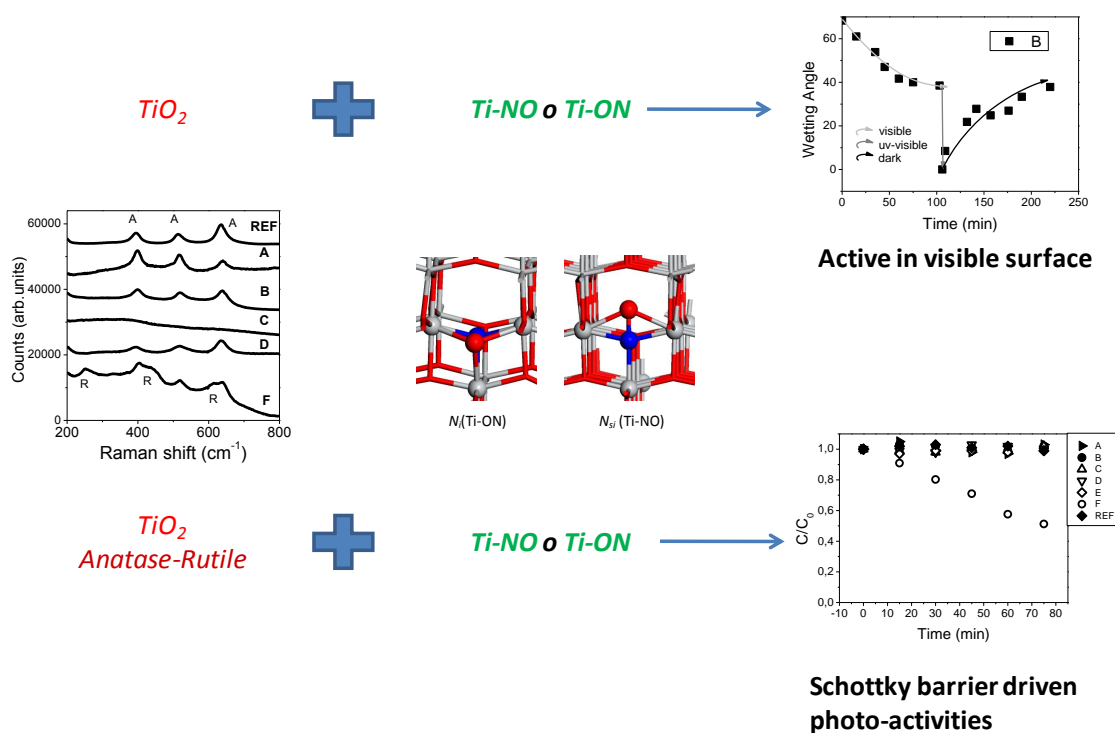 TiO2
Ti-NO o Ti-ON
60
40
20
0
Wetting Angle
B
visible
uv-visible
dark
0 50 100 150 200 250
Time (min)
Active in visible surface
60000
40000
20000
0
Counts (arb.units)
A A A REF
A
B
C
D
R R R F
200 400 600 800
Raman shift (cm-1)
Ni(Ti-ON)
Nsi (Ti-NO)
TiO2
Anatase-Rutile
Ti-NO o Ti-ON
1,0
0,8
0,6
0,4
0,2
0,0
C/C0
A
B
C
D
E
F
REF
-10 0 10 20 30 40 50 60 70 80
Time (min)
Schottky barrier driven
photo-activities